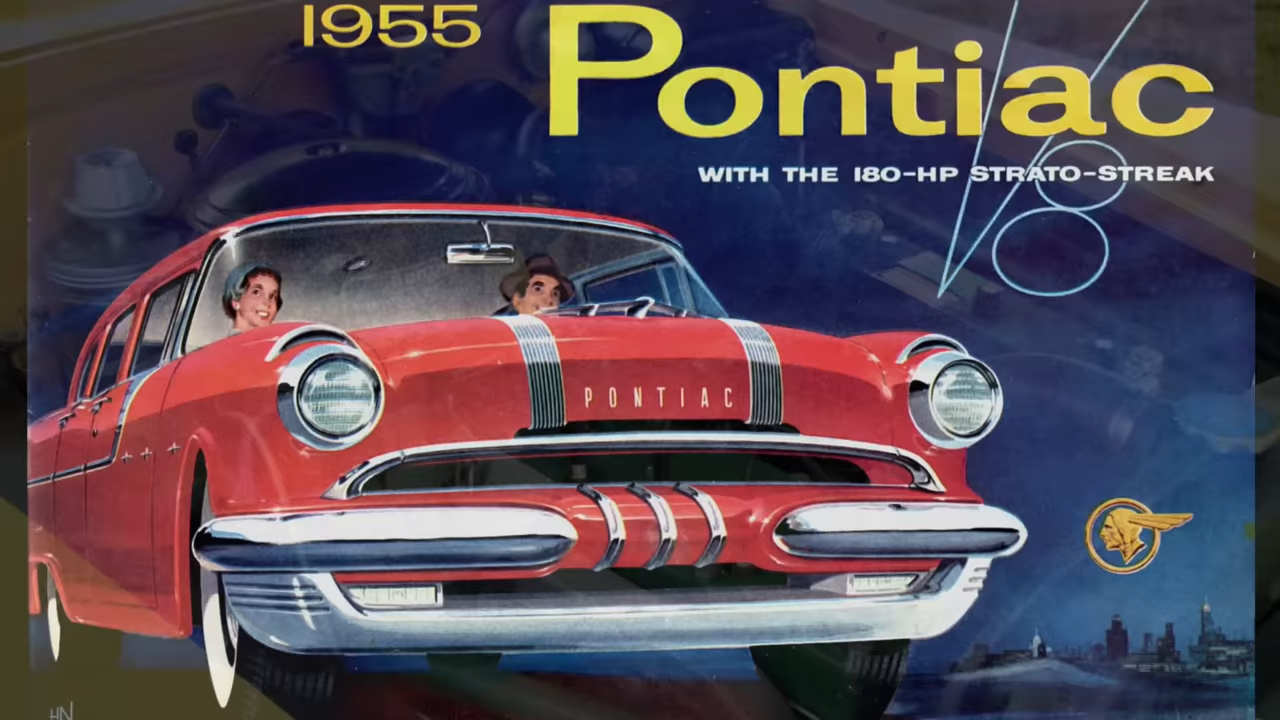 1955 Pontiac
V8
WITH THE 180-HP STRATO-STREAK
PONTIAC
HN